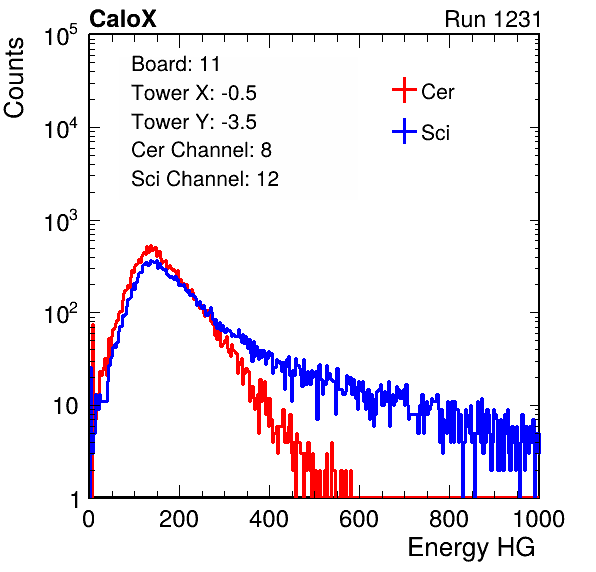 CaloX Run 1231
10^5
Counts
Board: 11
Tower X: -0.5
Cer
Tower Y: -3.5
10^4
Sci
Cer Channel: 8
Sci Channel: 12
10^3
10^2
10
1
0 200 400 600 800 1000
Energy HG